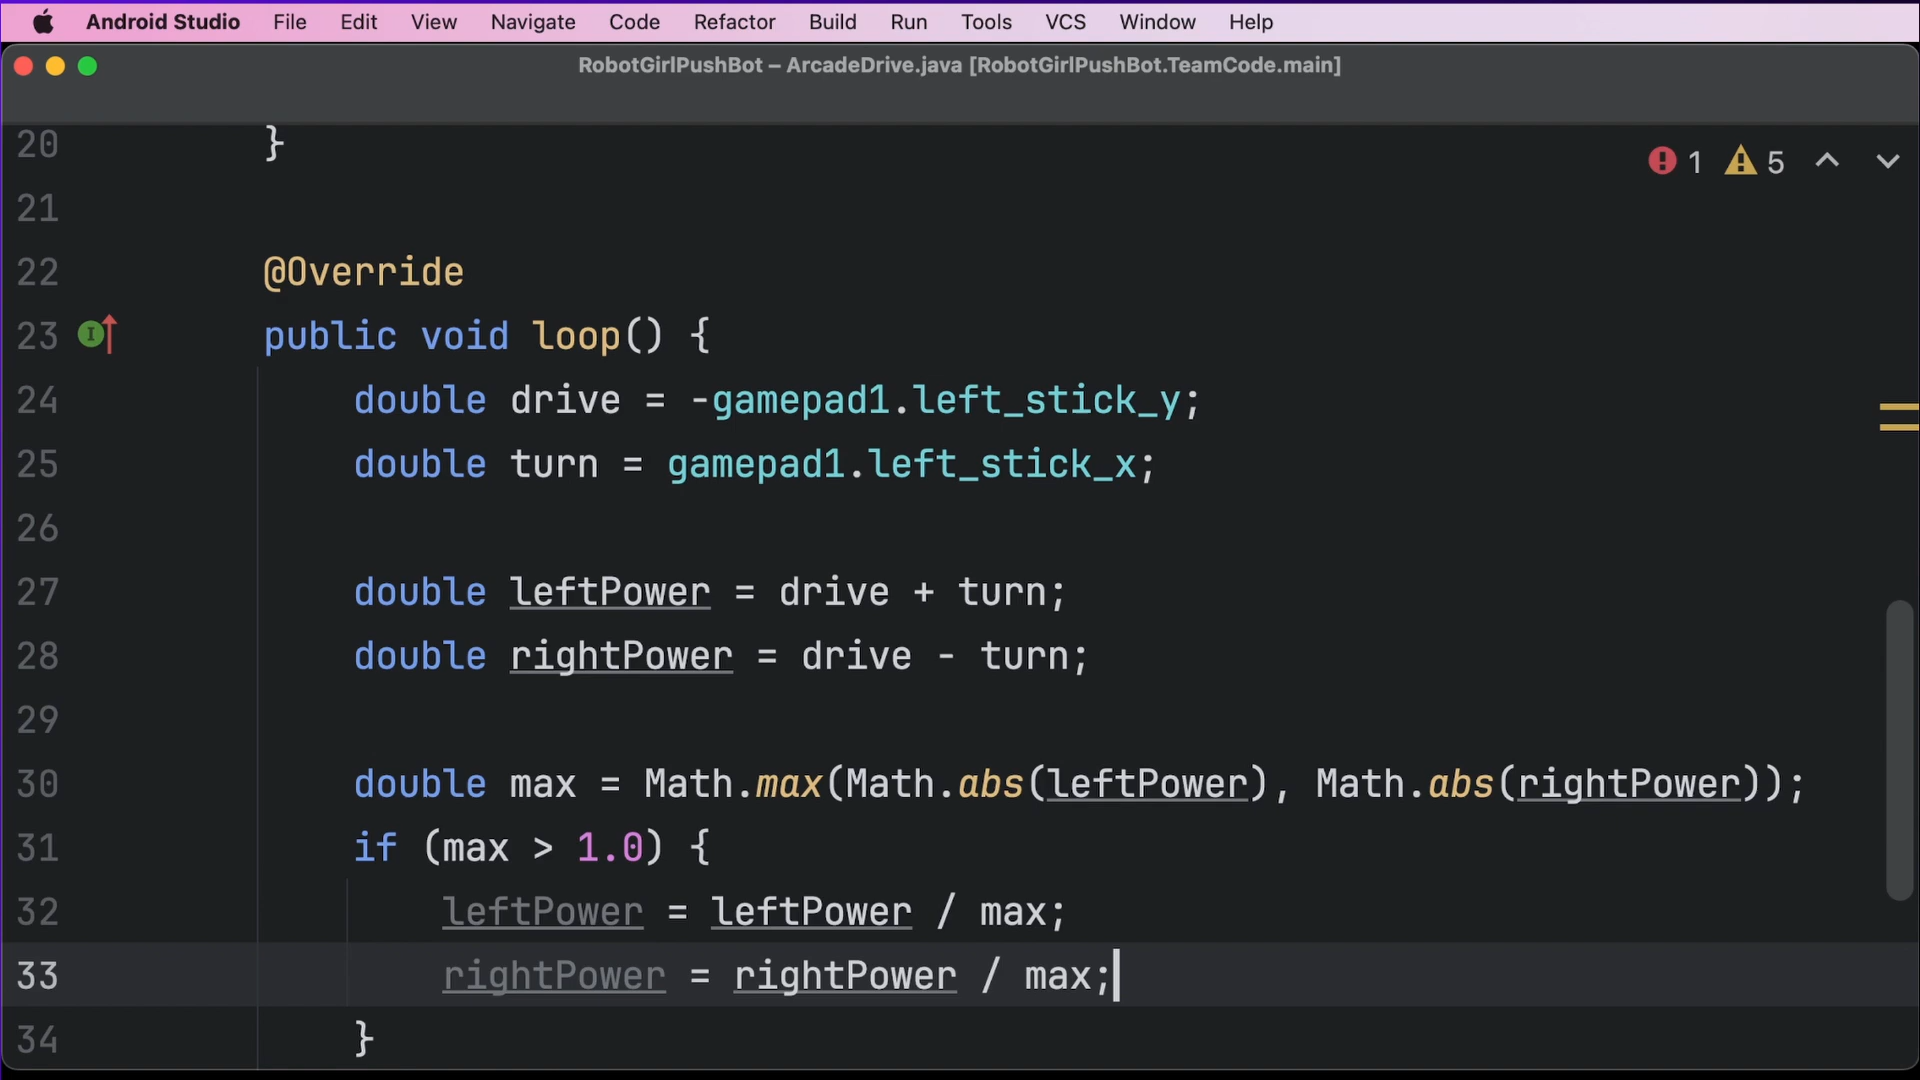 Android Studio File Edit View Navigate Code Refactor Build Run Tools VCS Window Help
RobotGirlPushBot – ArcadeDrive.java [RobotGirlPushBot.TeamCode.main]
20 }
1 5
21
22 @Override
23 public void loop() {
24 double drive = -gamepad1.left_stick_y;
25 double turn = gamepad1.left_stick_x;
26
27 double leftPower = drive + turn;
28 double rightPower = drive - turn;
29
30 double max = Math.max(Math.abs(leftPower), Math.abs(rightPower));
31 if (max > 1.0) {
32 leftPower = leftPower / max;
33 rightPower = rightPower / max;
34 }